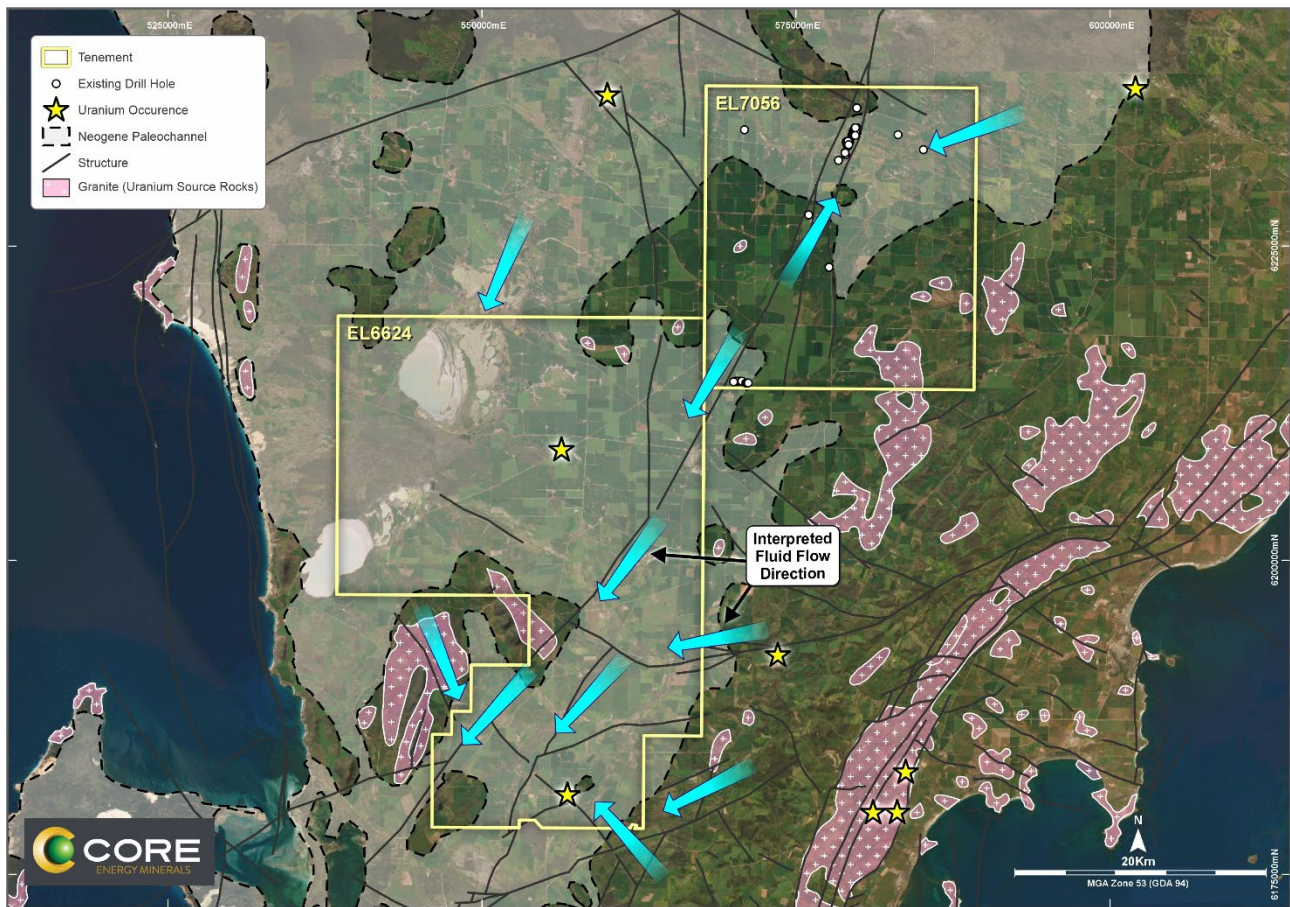 525000mE
550000mE
575000mE
600000mE
Tenement
Existing Drill Hole
Uranium Occurence
Neogene Paleochannel
Structure
Granite (Uranium Source Rocks)
EL7056
6225000mN
EL6624
Interpreted
Fluid Flow
Direction
6200000mN
CORE
ENERGY MINERALS
N
20Km
MGA Zone 53 (GDA 94)
6175000mN